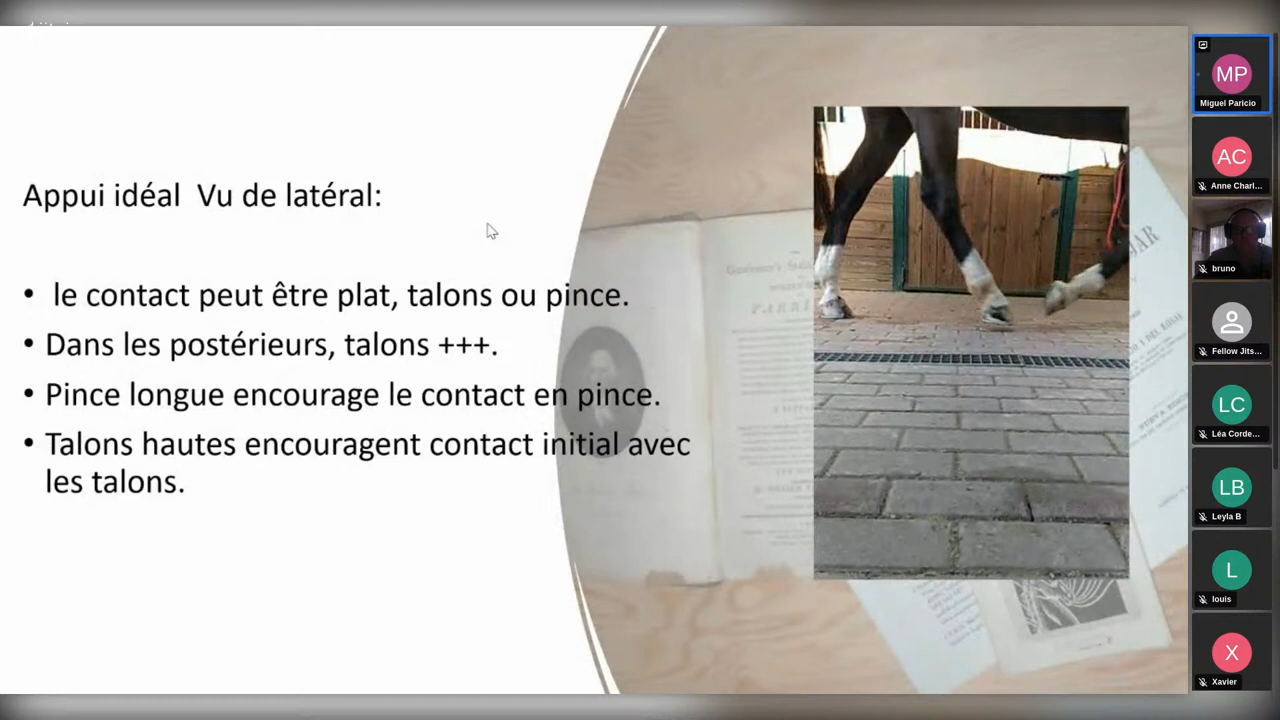 Appui idéal Vu de latéral:
• le contact peut être plat, talons ou pince.
• Dans les postérieurs, talons +++.
• Pince longue encourage le contact en pince.
• Talons hautes encouragent contact initial avec
les talons.
MP
Miguel Paricio
AC
Anne Charl...
bruno
Fellow Jits...
LC
Léa Corde...
LB
Leyla B
L
louis
X
Xavier